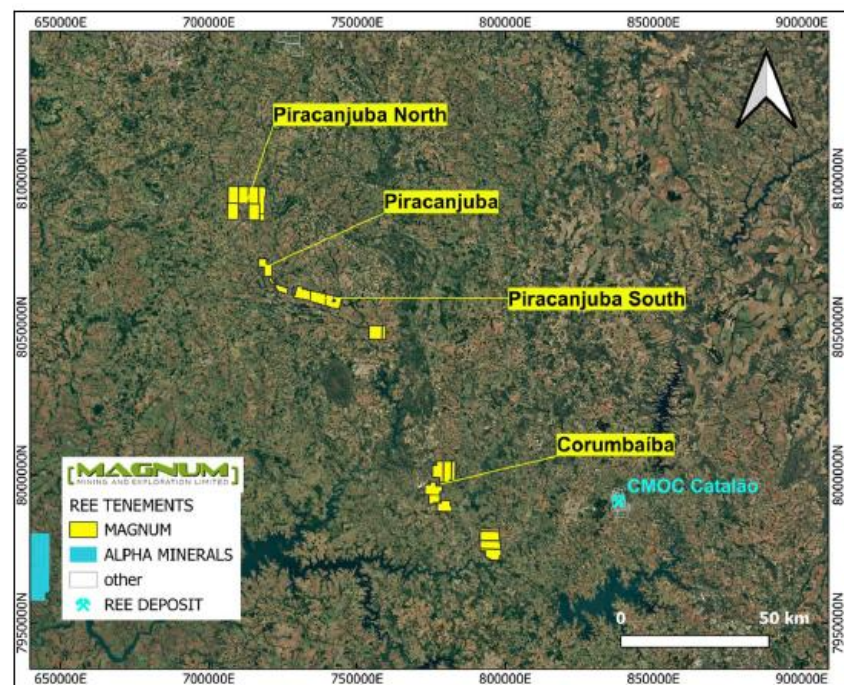 650000E 700000E 750000E 800000E 850000E 900000E
8100000N
8100000N
Piracanjuba North
Piracanjuba
Piracanjuba South
8050000N
8050000N
Corumbaíba
CMOC Catalão
8000000N
8000000N
[MAGNUM]
MINING AND EXPLORATION LIMITED
REE TENEMENTS
MAGNUM
ALPHA MINERALS
other
REE DEPOSIT
0 50 km
7950000N
7950000N
650000E 700000E 750000E 800000E 850000E 900000E